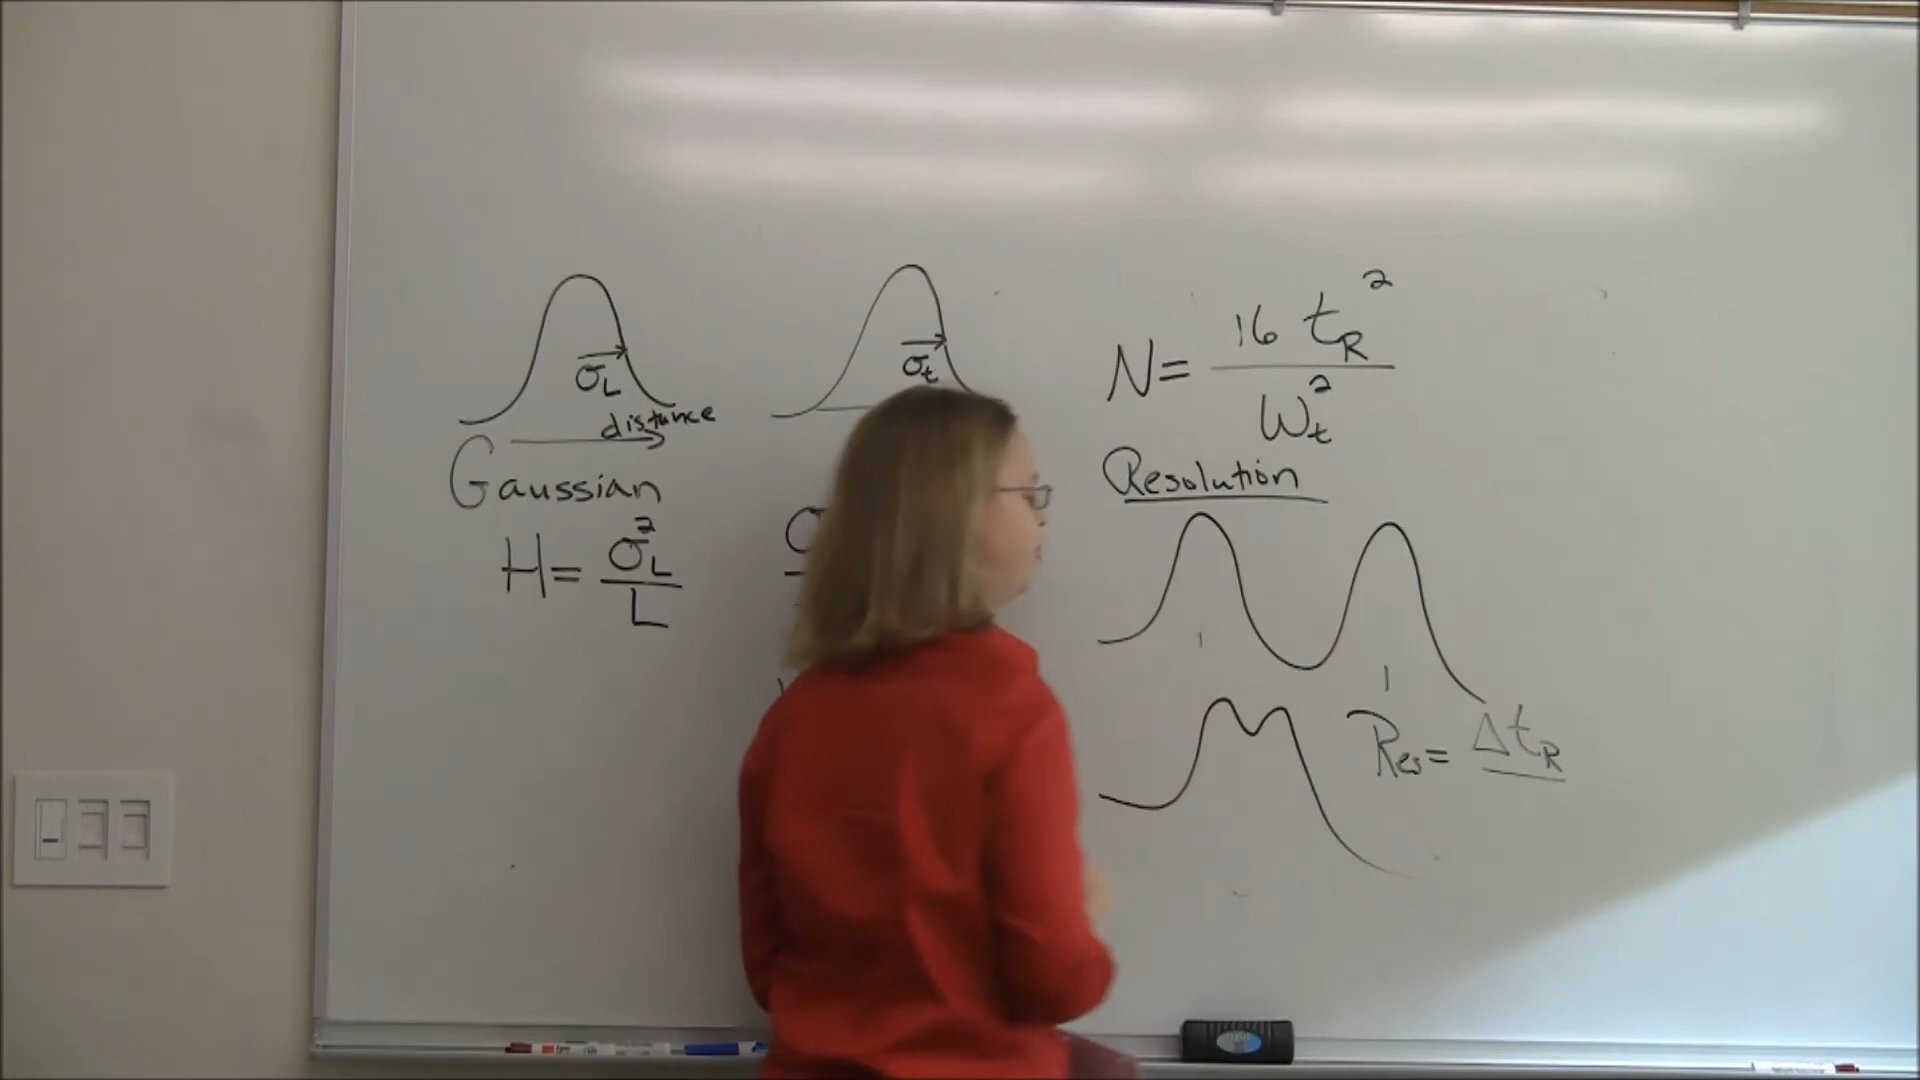 σL
distance
Gaussian
H = σL² / L
σt
N = 16 tR² / Wt²
Resolution
Res = ΔtR